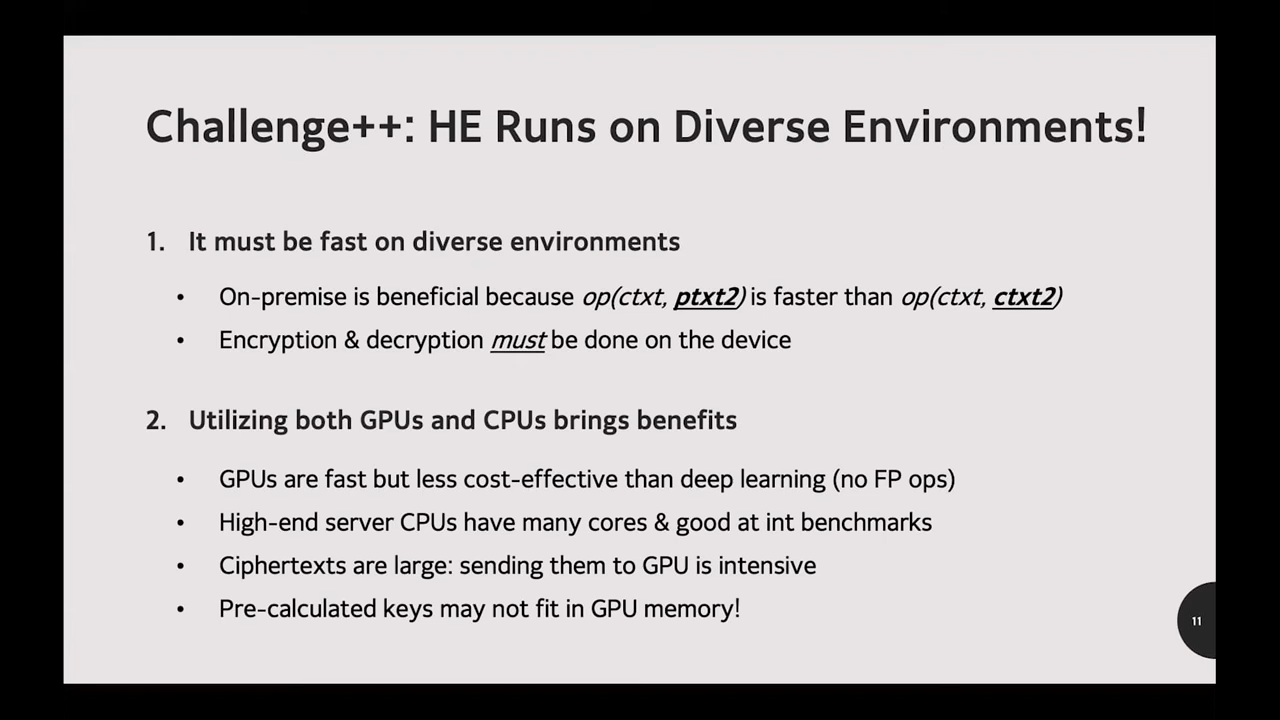 Challenge++: HE Runs on Diverse Environments!
1. It must be fast on diverse environments
• On-premise is beneficial because op(ctxt, ptxt2) is faster than op(ctxt, ctxt2)
• Encryption & decryption must be done on the device
2. Utilizing both GPUs and CPUs brings benefits
• GPUs are fast but less cost-effective than deep learning (no FP ops)
• High-end server CPUs have many cores & good at int benchmarks
• Ciphertexts are large: sending them to GPU is intensive
• Pre-calculated keys may not fit in GPU memory!
11